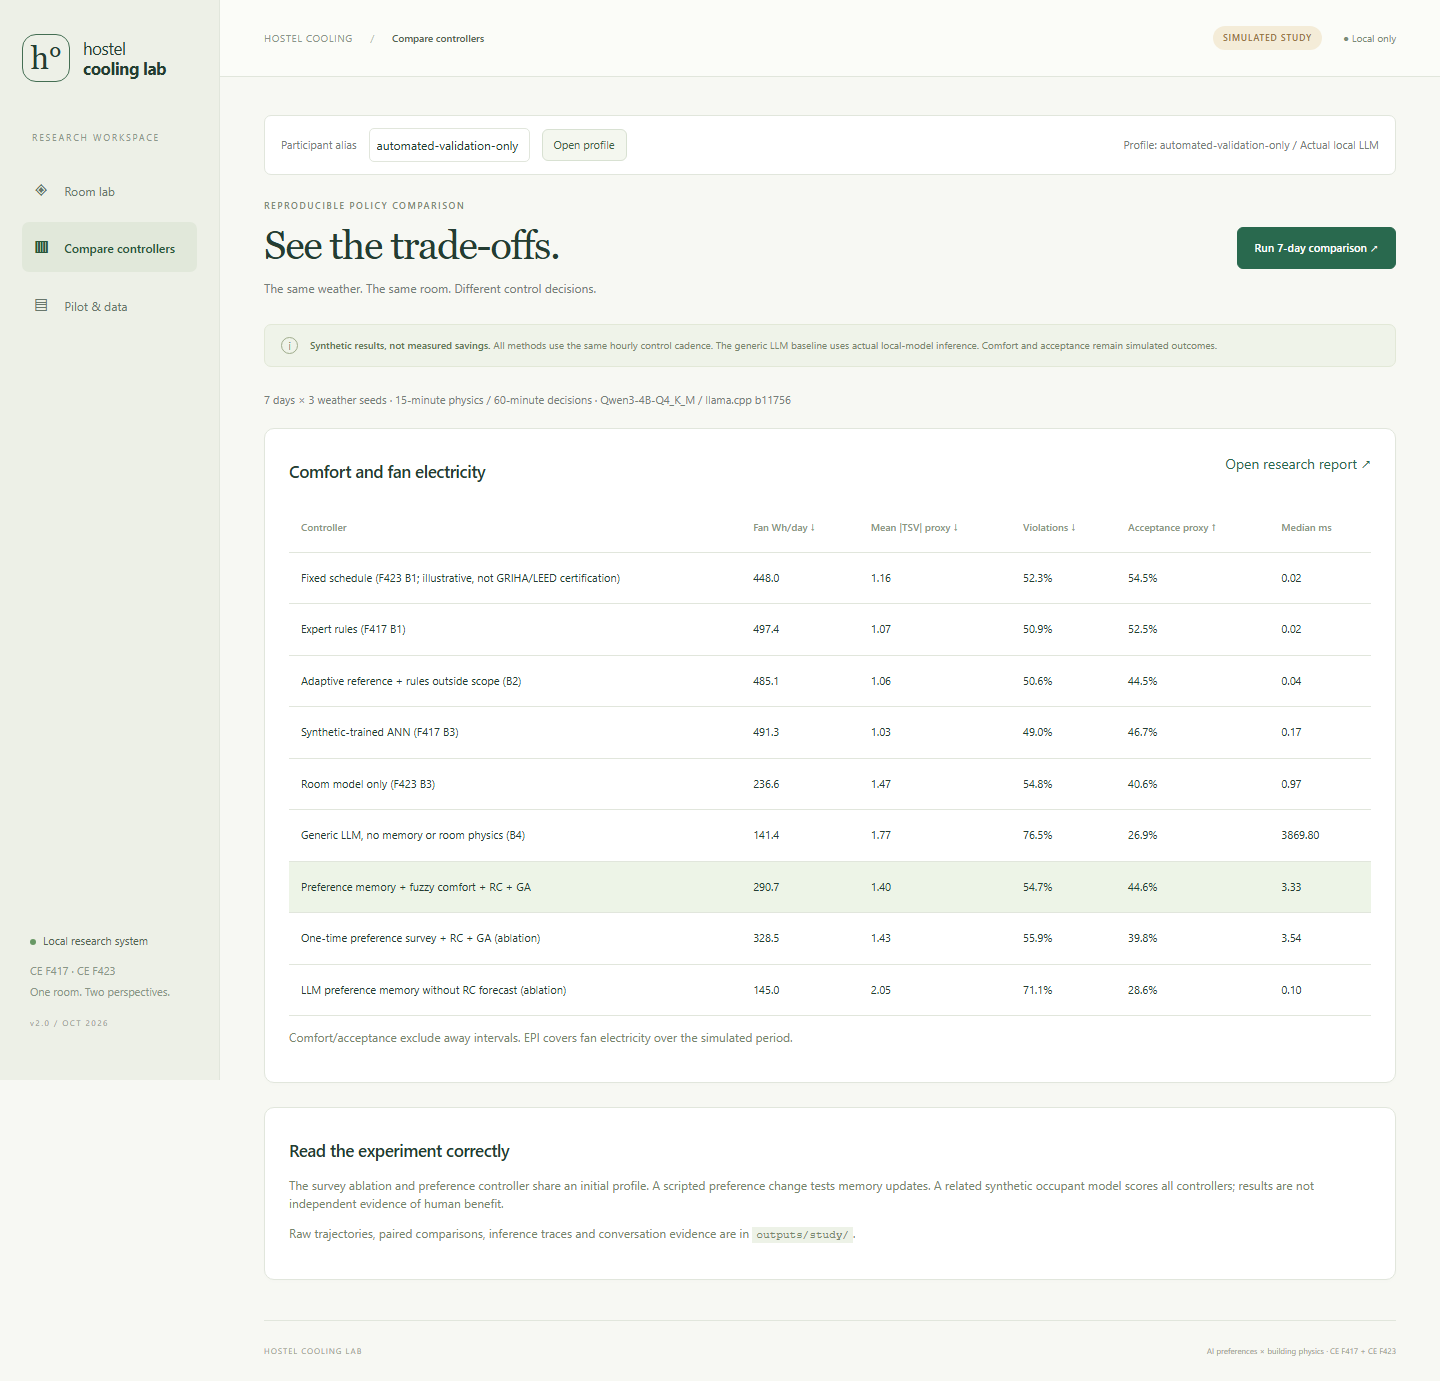 hº
hostel
cooling lab
RESEARCH WORKSPACE
Room lab
Compare controllers
Pilot & data
Local research system
CE F417 · CE F423
One room. Two perspectives.
v2.0 / OCT 2026
HOSTEL COOLING / Compare controllers
SIMULATED STUDY
Local only
Participant alias automated-validation-only Open profile Profile: automated-validation-only / Actual local LLM
REPRODUCIBLE POLICY COMPARISON
See the trade-offs.
Run 7-day comparison ↗
The same weather. The same room. Different control decisions.
Synthetic results, not measured savings. All methods use the same hourly control cadence. The generic LLM baseline uses actual local-model inference. Comfort and acceptance remain simulated outcomes.
7 days × 3 weather seeds · 15-minute physics / 60-minute decisions · Qwen3-4B-Q4_K_M / llama.cpp b11756
Comfort and fan electricity
Open research report ↗
Controller Fan Wh/day ↓ Mean |TSV| proxy ↓ Violations ↓ Acceptance proxy ↑ Median ms
Fixed schedule (F423 B1; illustrative, not GRIHA/LEED certification) 448.0 1.16 52.3% 54.5% 0.02
Expert rules (F417 B1) 497.4 1.07 50.9% 52.5% 0.02
Adaptive reference + rules outside scope (B2) 485.1 1.06 50.6% 44.5% 0.04
Synthetic-trained ANN (F417 B3) 491.3 1.03 49.0% 46.7% 0.17
Room model only (F423 B3) 236.6 1.47 54.8% 40.6% 0.97
Generic LLM, no memory or room physics (B4) 141.4 1.77 76.5% 26.9% 3869.80
Preference memory + fuzzy comfort + RC + GA 290.7 1.40 54.7% 44.6% 3.33
One-time preference survey + RC + GA (ablation) 328.5 1.43 55.9% 39.8% 3.54
LLM preference memory without RC forecast (ablation) 145.0 2.05 71.1% 28.6% 0.10
Comfort/acceptance exclude away intervals. EPI covers fan electricity over the simulated period.
Read the experiment correctly
The survey ablation and preference controller share an initial profile. A scripted preference change tests memory updates. A related synthetic occupant model scores all controllers; results are not
independent evidence of human benefit.
Raw trajectories, paired comparisons, inference traces and conversation evidence are in outputs/study/.
HOSTEL COOLING LAB
AI preferences × building physics · CE F417 + CE F423